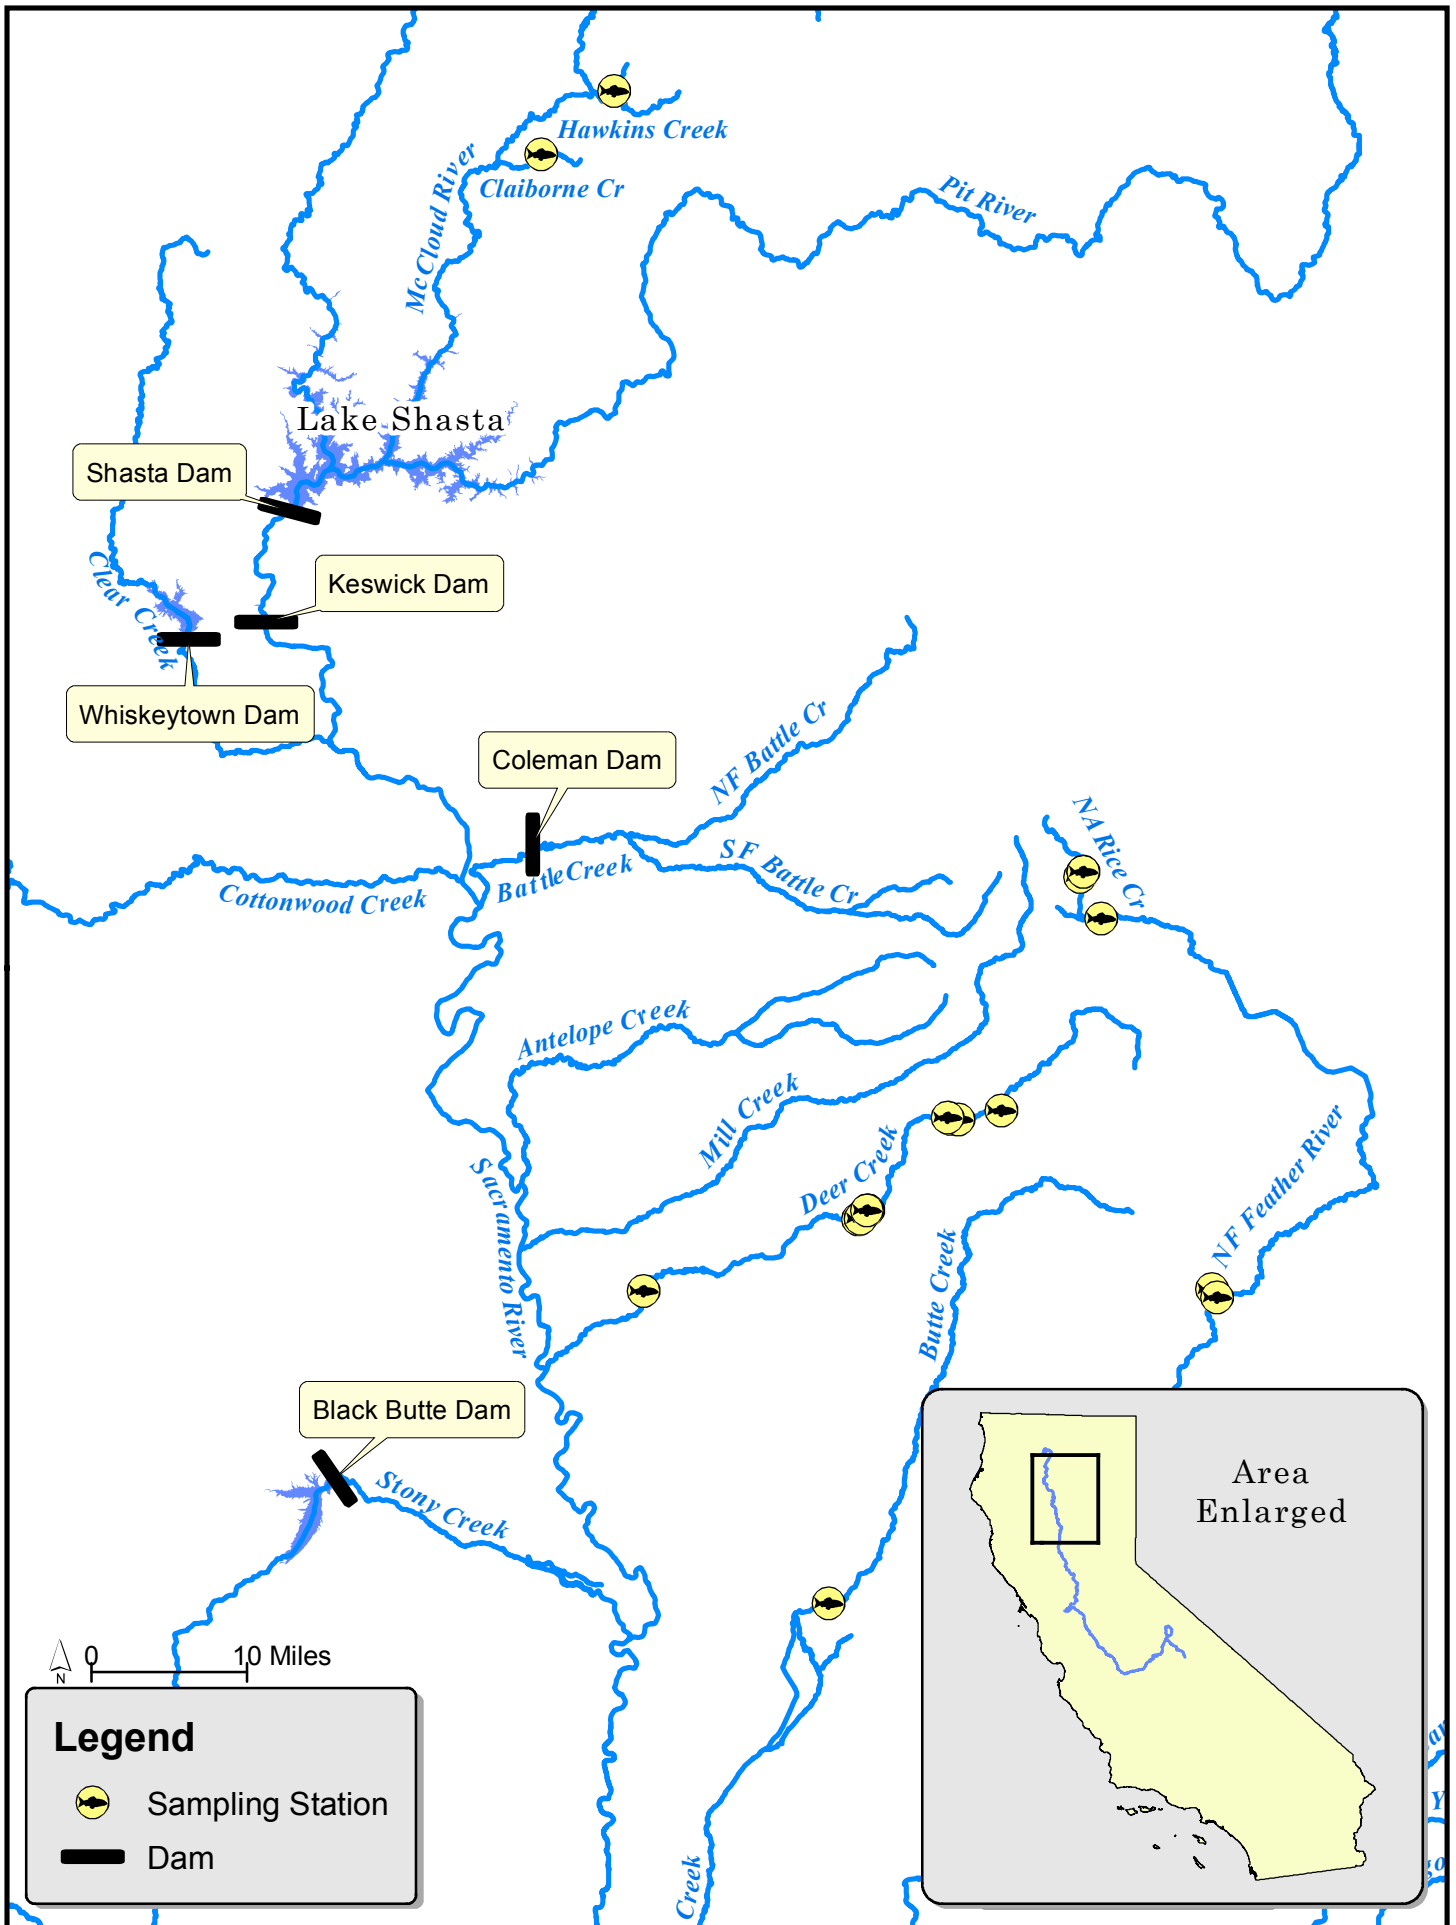 Hawkins Creek
Claiborne Cr
McCloud River
Pit River
Lake Shasta
Shasta Dam
Keswick Dam
Clear Creek
Whiskeytown Dam
Coleman Dam
NF Battle Cr
SF Battle Cr
Battle Creek
Cottonwood Creek
NA Rice Cr
Antelope Creek
Mill Creek
Deer Creek
Sacramento River
Butte Creek
NF Feather River
Black Butte Dam
Stony Creek
Area
Enlarged
N
0 10 Miles
Legend
Sampling Station
Dam
Creek
Y